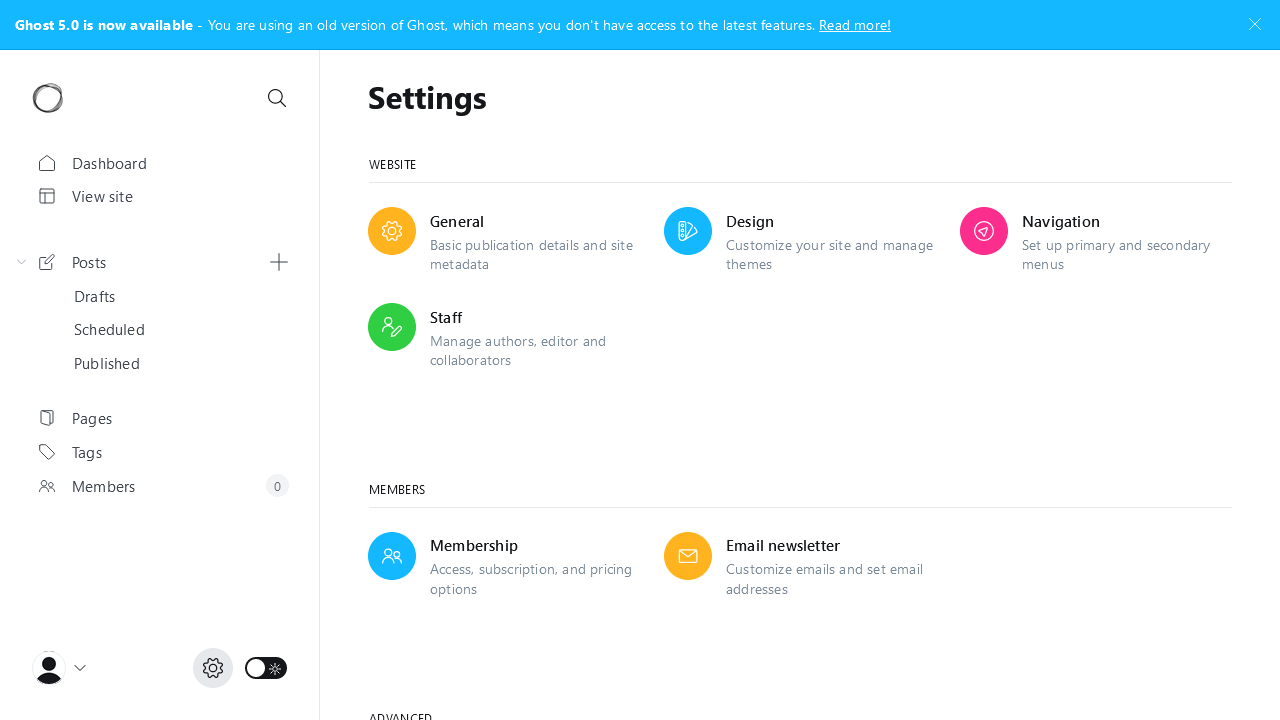 Ghost 5.0 is now available - You are using an old version of Ghost, which means you don't have access to the latest features. Read more!
Settings
Dashboard
View site
Posts
Drafts
Scheduled
Published
Pages
Tags
Members
0
WEBSITE
General
Basic publication details and site
metadata
Design
Customize your site and manage
themes
Navigation
Set up primary and secondary
menus
Staff
Manage authors, editor and
collaborators
MEMBERS
Membership
Access, subscription, and pricing
options
Email newsletter
Customize emails and set email
addresses
ADVANCED